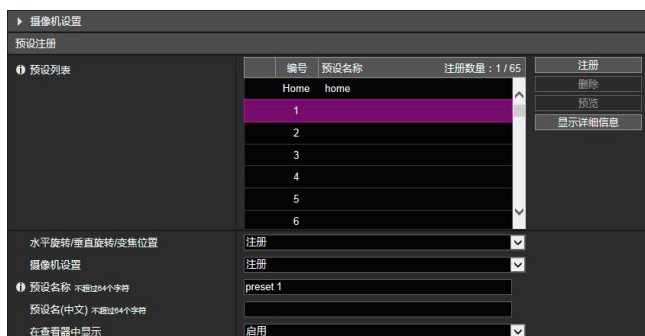 摄像机设置
预设注册
预设列表
编号 预设名称 注册数量：1 / 65
Home home
1
2
3
4
5
6
注册
删除
预览
显示详细信息
水平旋转/垂直旋转/变焦位置 注册
摄像机设置 注册
预设名称 不超过64个字符 preset 1
预设名(中文) 不超过64个字符
在查看器中显示 启用